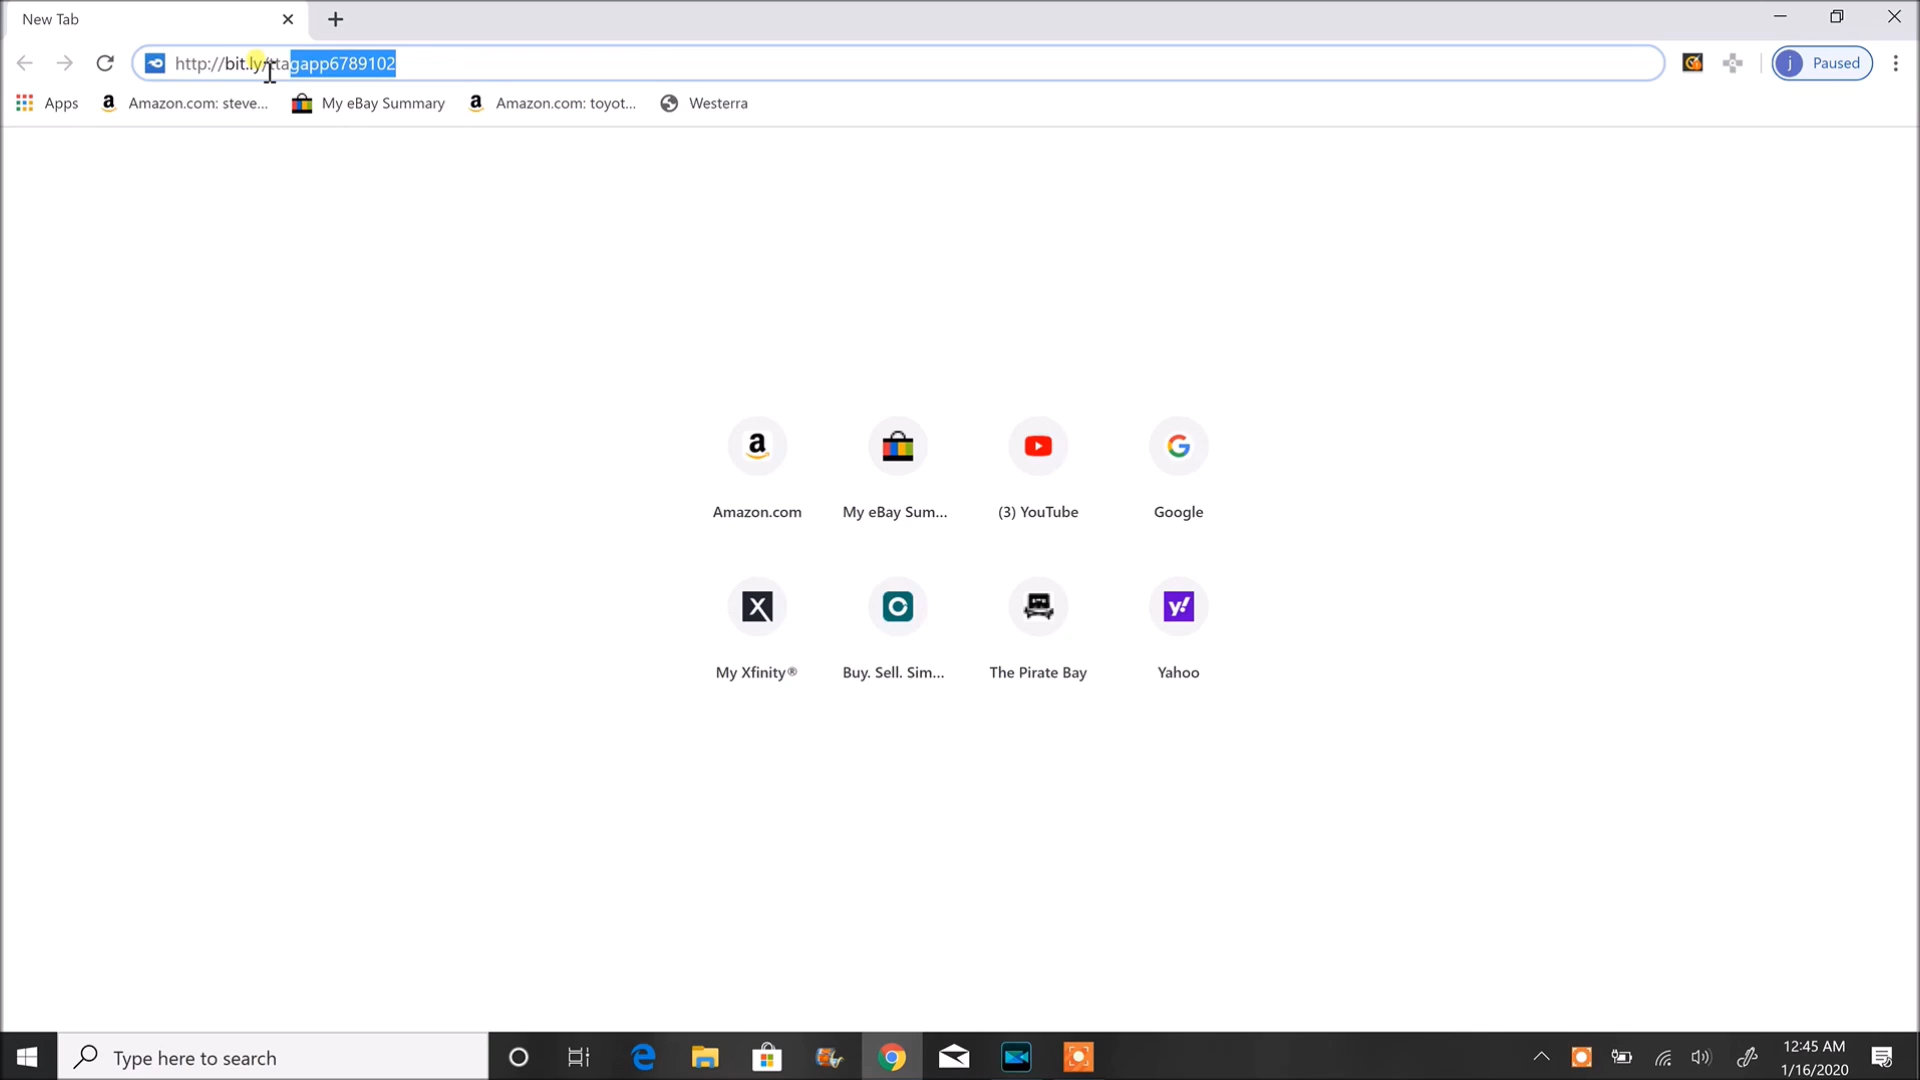 New Tab
http://bit.ly/ttagapp6789102
j Paused
Apps Amazon.com: steve... My eBay Summary Amazon.com: toyot... Westerra
Amazon.com My eBay Sum... (3) YouTube Google
My Xfinity® Buy. Sell. Sim... The Pirate Bay Yahoo
Type here to search
12:45 AM
1/16/2020